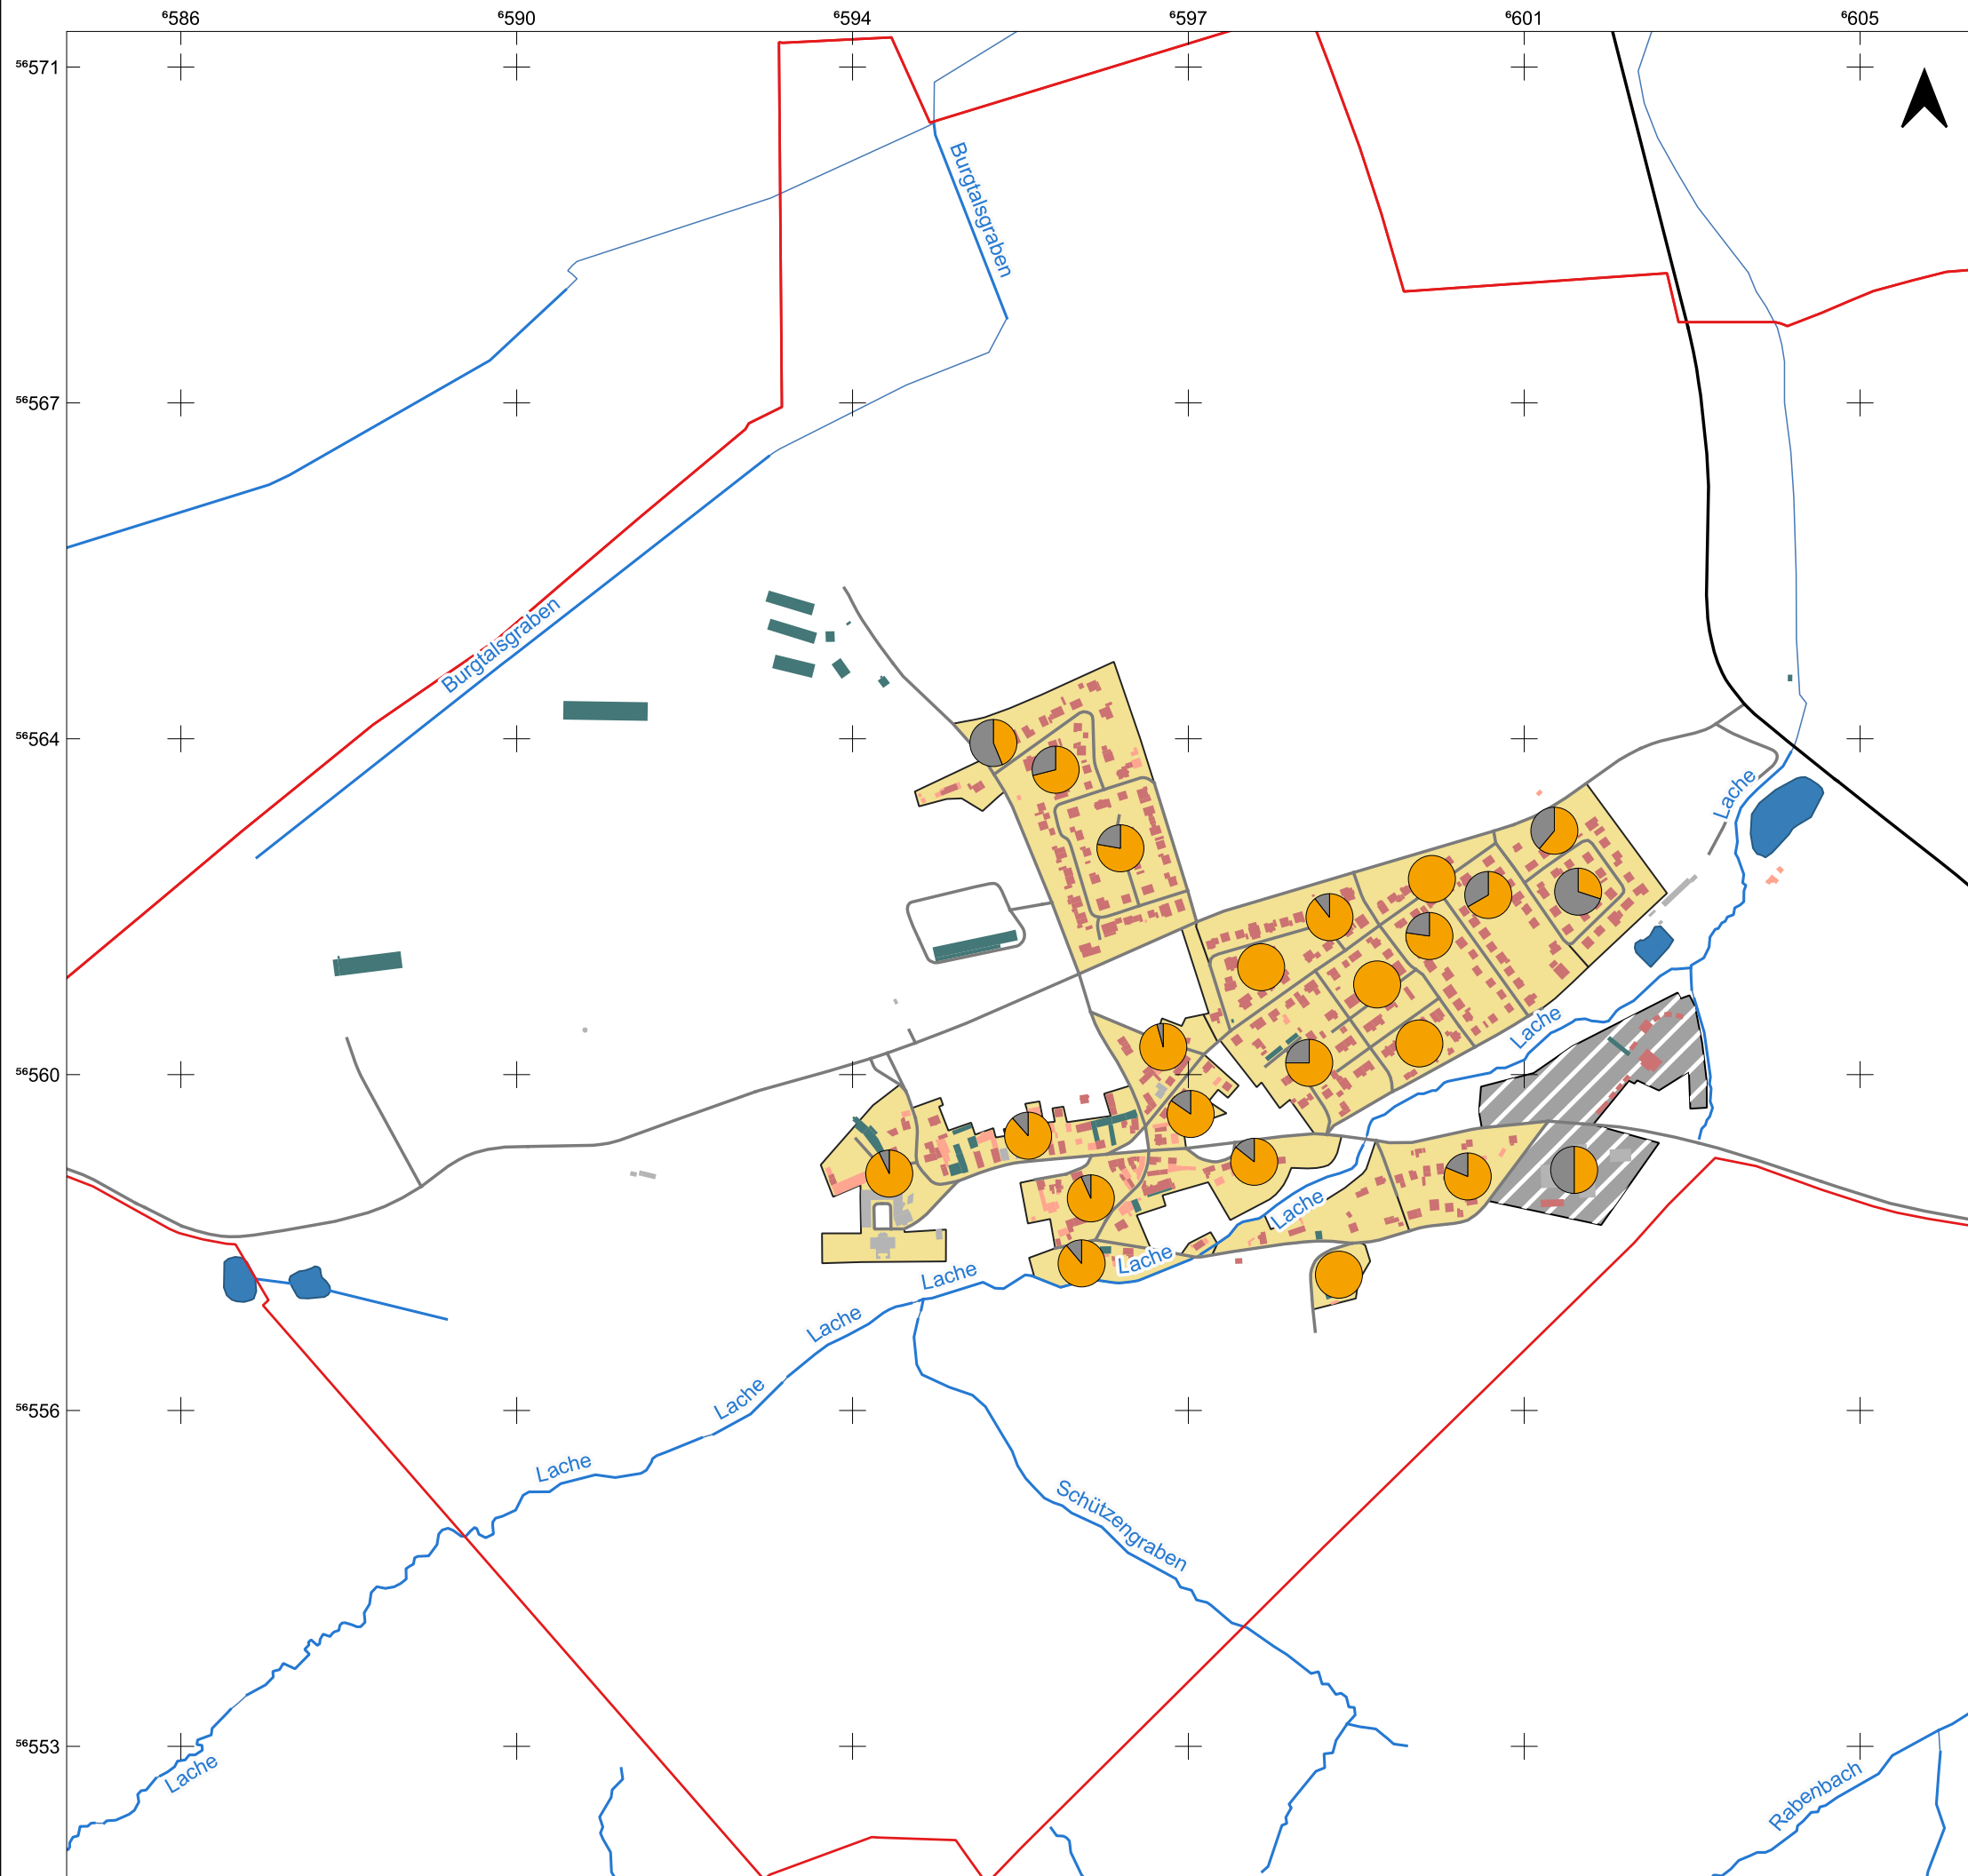 ⁶586 ⁶590 ⁶594 ⁶597 ⁶601 ⁶605
⁵⁶571
Burgtalsgraben
⁵⁶567
Burgtalsgraben
⁵⁶564
Lache
⁵⁶560
Lache
Lache
Lache
Lache
Lache
Lache
⁵⁶556
Lache
Schützengraben
⁵⁶553
Lache
Rabenbach